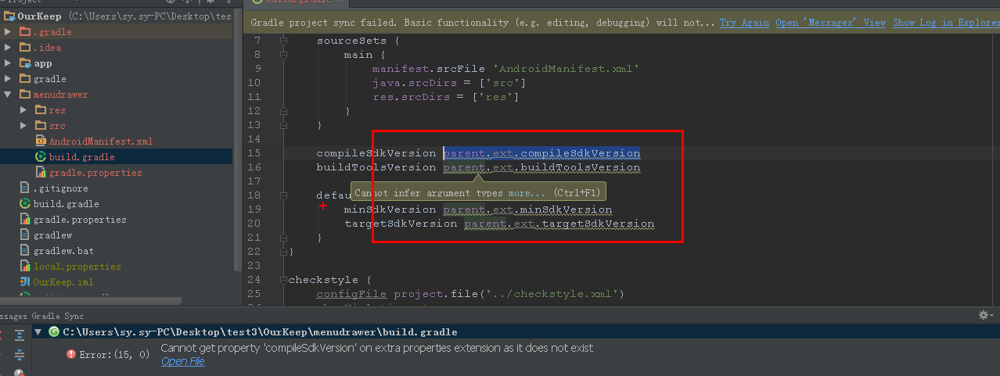 build.gradle
OurKeep (C:\Users\sy.sy-PC\Desktop\tes
.gradle
.idea
app
gradle
menudrawer
res
src
AndroidManifest.xml
build.gradle
gradle.properties
.gitignore
build.gradle
gradle.properties
gradlew
gradlew.bat
local.properties
OurKeep.iml
Gradle project sync failed. Basic functionality (e.g. editing, debugging) will not... Try Again Open 'Messages' View Show Log in Explorer
7 sourceSets {
8 main {
9 manifest.srcFile 'AndroidManifest.xml'
10 java.srcDirs = ['src']
11 res.srcDirs = ['res']
12 }
13 }
14
15 compileSdkVersion parent.ext.compileSdkVersion
16 buildToolsVersion parent.ext.buildToolsVersion
17
Cannot infer argument types more... (Ctrl+F1)
18 defau
19 minSdkVersion parent.ext.minSdkVersion
20 targetSdkVersion parent.ext.targetSdkVersion
21 }
22 }
23
24 checkstyle {
25 configFile project.file('../checkstyle.xml')
ssages Gradle Sync
C:\Users\sy.sy-PC\Desktop\test3\OurKeep\menudrawer\build.gradle
Error:(15, 0) Cannot get property 'compileSdkVersion' on extra properties extension as it does not exist
Open File